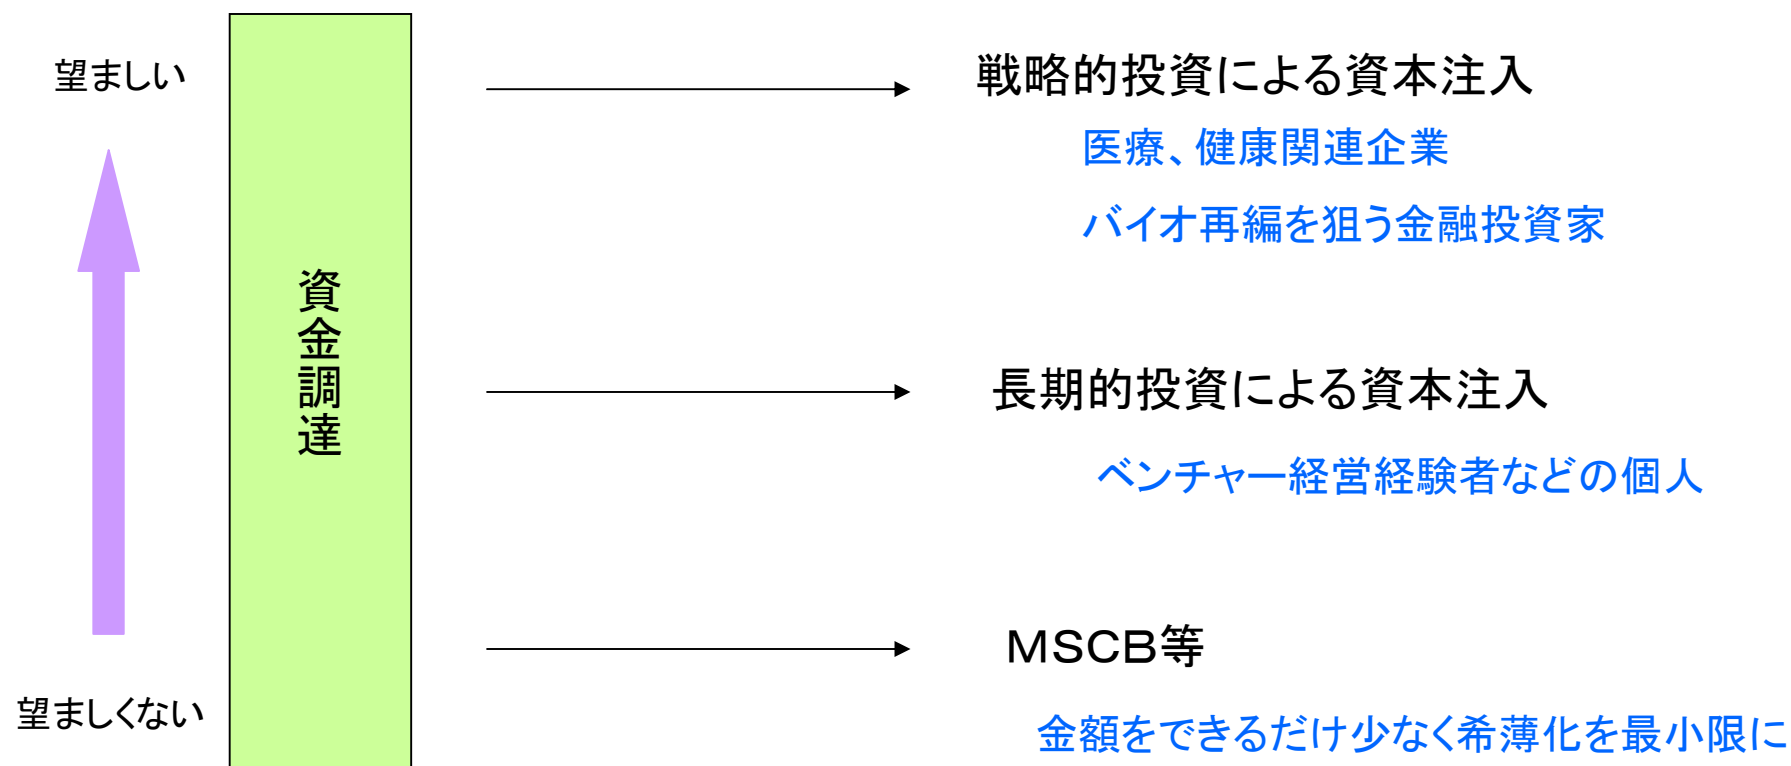 望ましい
戦略的投資による資本注入
医療、健康関連企業
バイオ再編を狙う金融投資家
資金調達
長期的投資による資本注入
ベンチャー経営経験者などの個人
MSCB等
望ましくない
金額をできるだけ少なく希薄化を最小限に